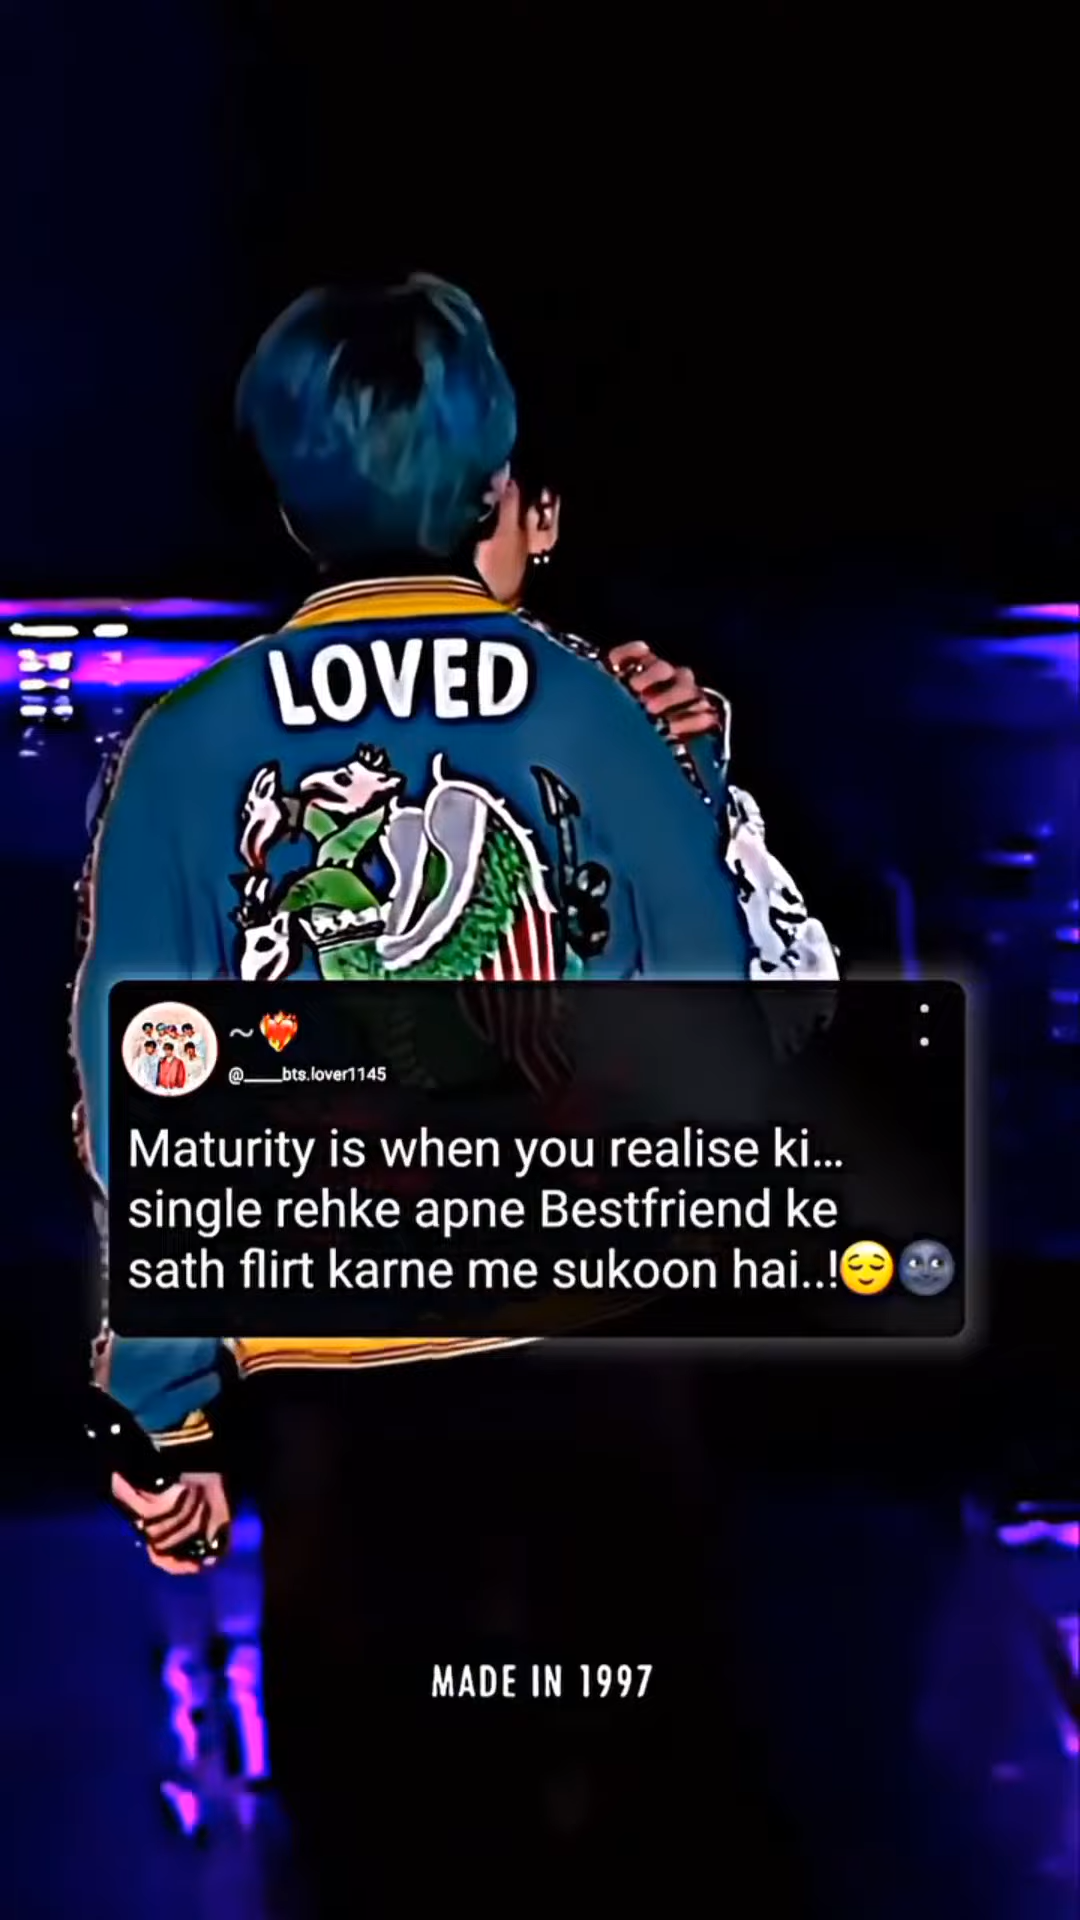 LOVED
~❤️‍🔥
@____bts.lover1145
Maturity is when you realise ki...
single rehke apne Bestfriend ke
sath flirt karne me sukoon hai..!😌🌚
MADE IN 1997